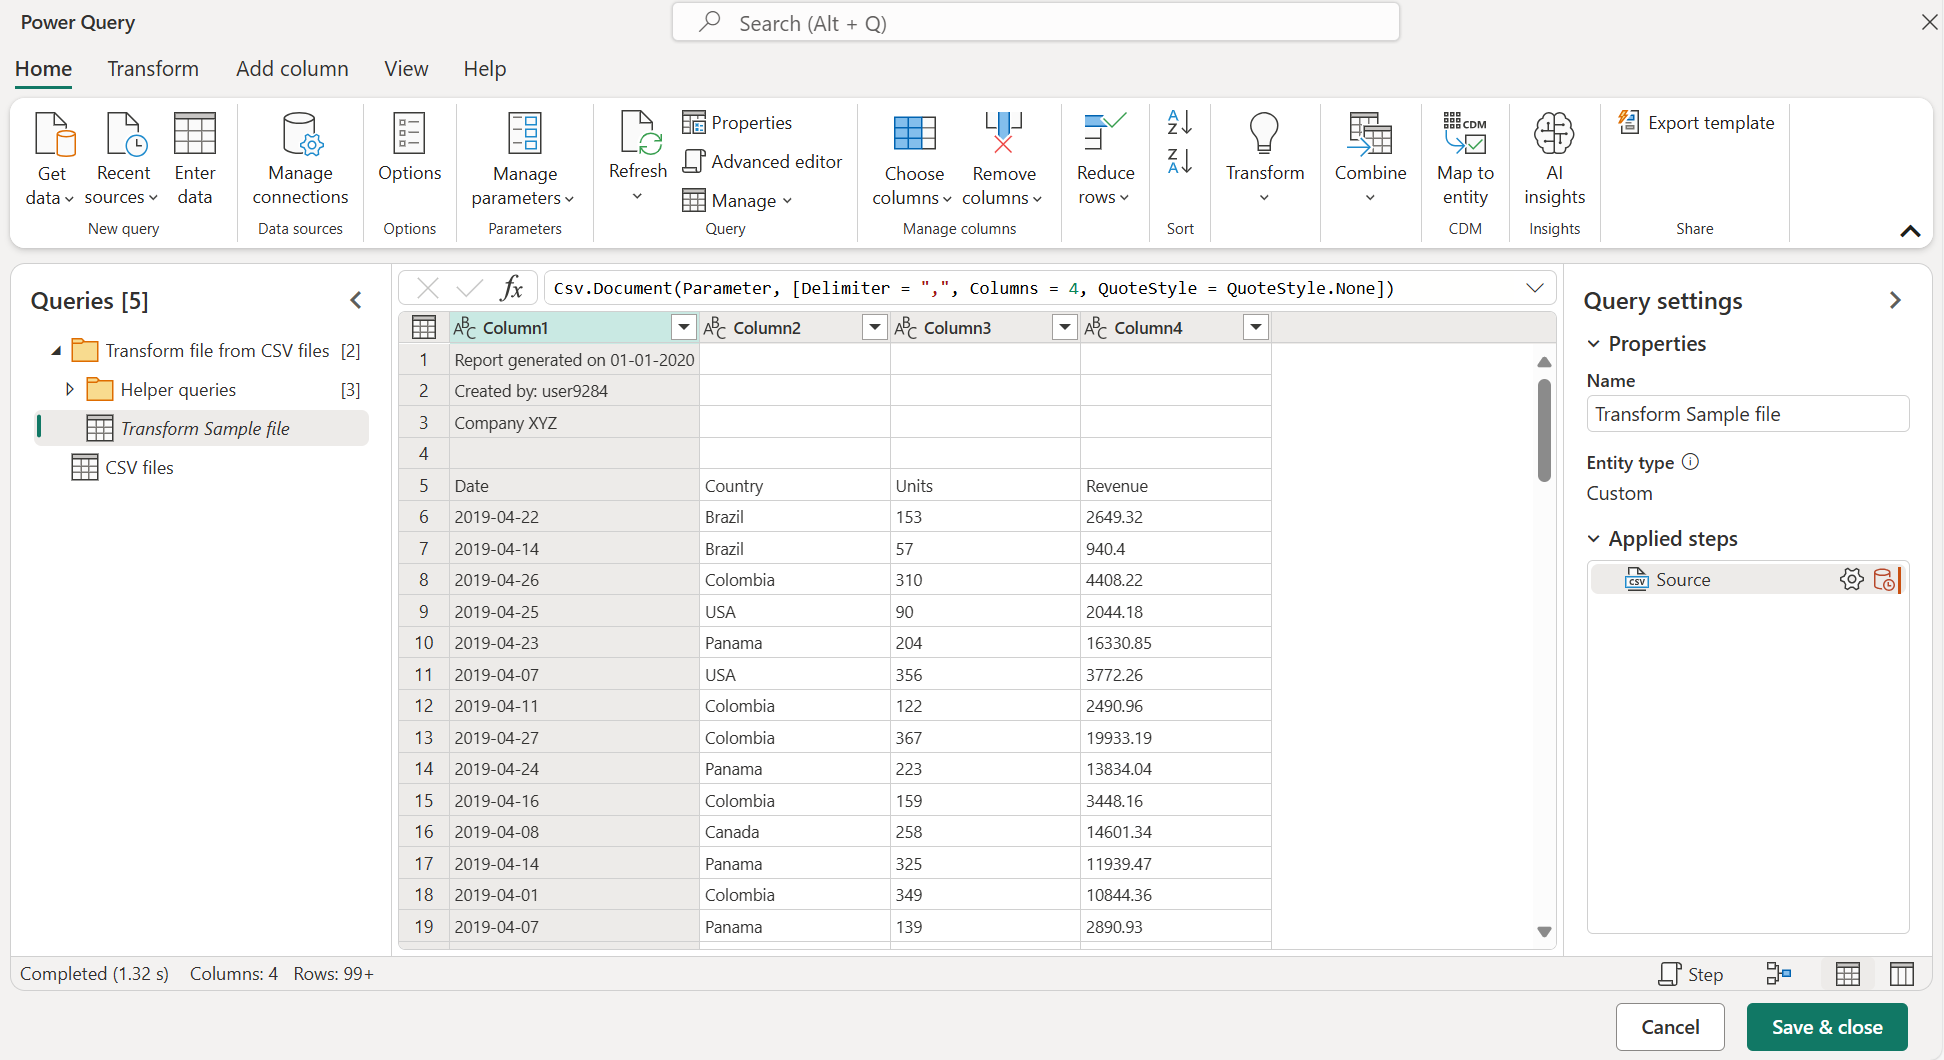 Power Query
Search (Alt + Q)
Home Transform Add column View Help
Get data
Recent sources
Enter data
New query
Manage connections
Data sources
Options
Options
Manage parameters
Parameters
Refresh
Properties
Advanced editor
Manage
Query
Choose columns
Remove columns
Manage columns
Reduce rows
A
Z
Z
A
Sort
Transform
Combine
CDM
Map to entity
CDM
AI insights
Insights
Export template
Share
Queries [5]
Transform file from CSV files [2]
Helper queries [3]
Transform Sample file
CSV files
fx Csv.Document(Parameter, [Delimiter = ",", Columns = 4, QuoteStyle = QuoteStyle.None])
ABC Column1 ABC Column2 ABC Column3 ABC Column4
1 Report generated on 01-01-2020
2 Created by: user9284
3 Company XYZ
4
5 Date Country Units Revenue
6 2019-04-22 Brazil 153 2649.32
7 2019-04-14 Brazil 57 940.4
8 2019-04-26 Colombia 310 4408.22
9 2019-04-25 USA 90 2044.18
10 2019-04-23 Panama 204 16330.85
11 2019-04-07 USA 356 3772.26
12 2019-04-11 Colombia 122 2490.96
13 2019-04-27 Colombia 367 19933.19
14 2019-04-24 Panama 223 13834.04
15 2019-04-16 Colombia 159 3448.16
16 2019-04-08 Canada 258 14601.34
17 2019-04-14 Panama 325 11939.47
18 2019-04-01 Colombia 349 10844.36
19 2019-04-07 Panama 139 2890.93
Query settings
Properties
Name
Transform Sample file
Entity type
Custom
Applied steps
CSV Source
Completed (1.32 s) Columns: 4 Rows: 99+
Step
Cancel
Save & close